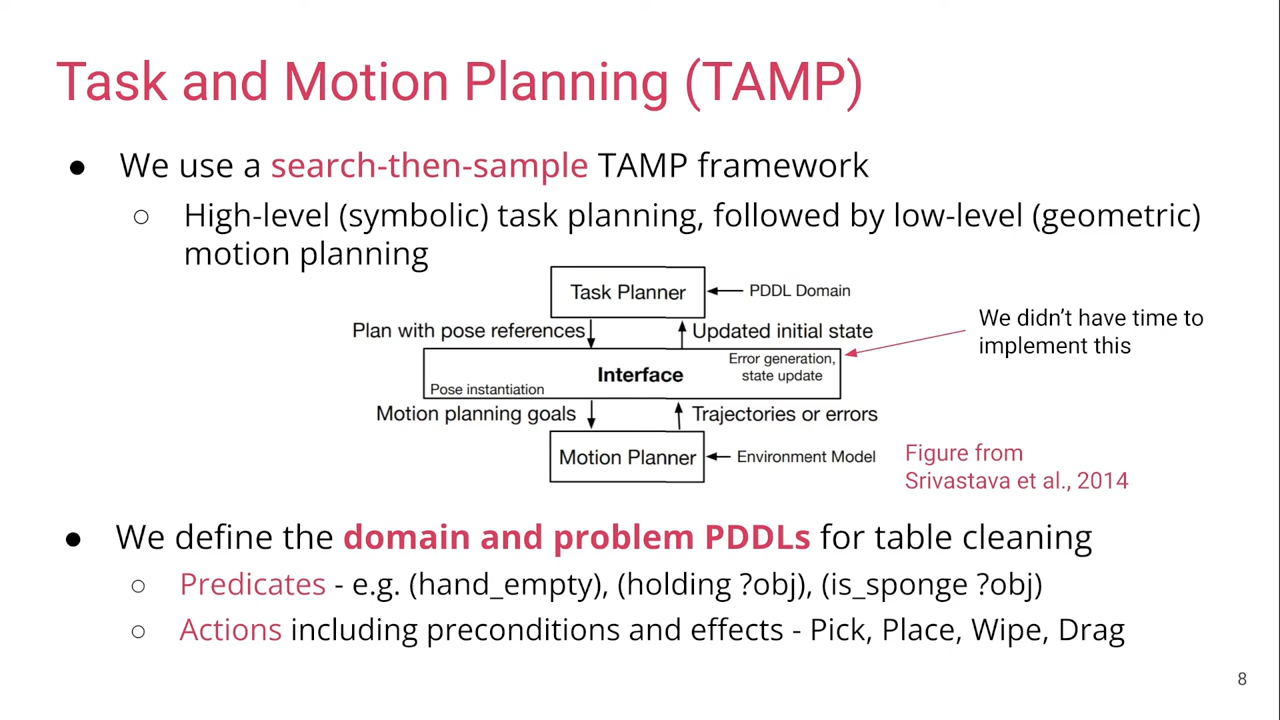 Task and Motion Planning (TAMP)
● We use a search-then-sample TAMP framework
○ High-level (symbolic) task planning, followed by low-level (geometric)
motion planning
Task Planner
PDDL Domain
Plan with pose references
Updated initial state
We didn't have time to
implement this
Error generation,
state update
Interface
Pose instantiation
Motion planning goals
Trajectories or errors
Motion Planner
Environment Model
Figure from
Srivastava et al., 2014
● We define the domain and problem PDDLs for table cleaning
○ Predicates - e.g. (hand_empty), (holding ?obj), (is_sponge ?obj)
○ Actions including preconditions and effects - Pick, Place, Wipe, Drag
8